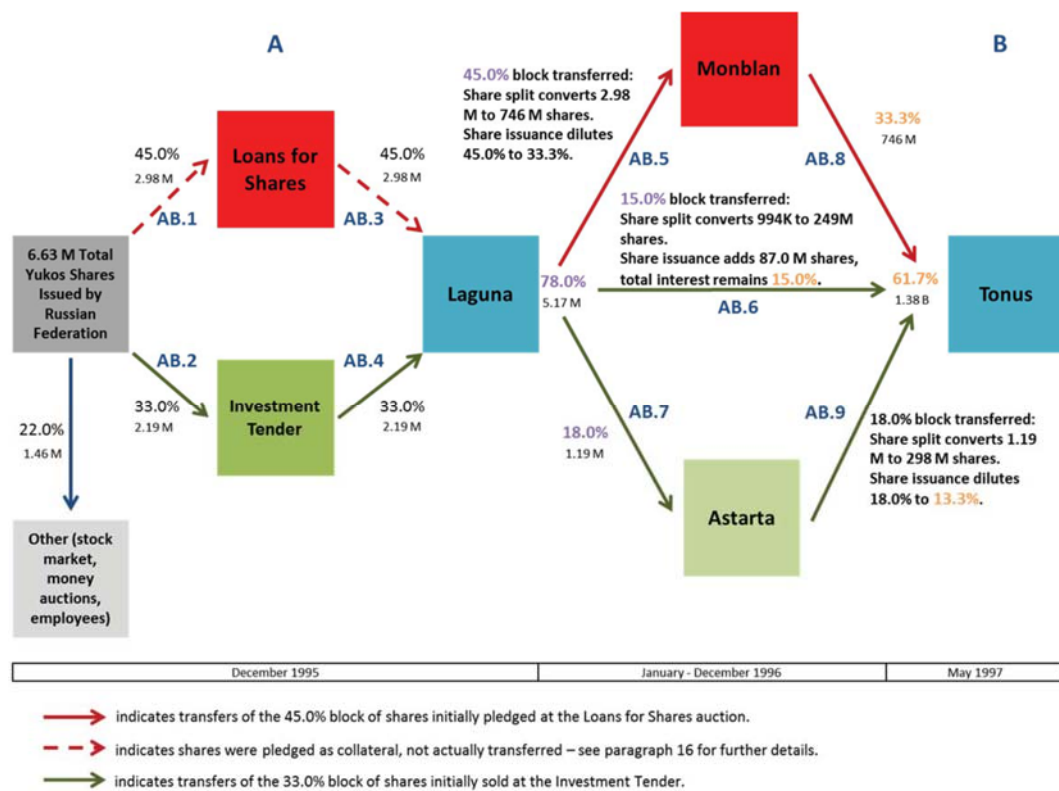 A
B
45.0% block transferred:
Share split converts 2.98
M to 746 M shares.
Share issuance dilutes
45.0% to 33.3%.
Monblan
33.3%
746 M
45.0%
2.98 M
Loans for
Shares
45.0%
2.98 M
AB.1
AB.3
AB.5
AB.8
15.0% block transferred:
Share split converts 994K to 249M
shares.
Share issuance adds 87.0 M shares,
total interest remains 15.0%.
6.63 M Total
Yukos Shares
Issued by
Russian
Federation
Laguna
78.0%
5.17 M
AB.6
61.7%
1.38 B
Tonus
AB.2
AB.4
33.0%
2.19 M
Investment
Tender
33.0%
2.19 M
AB.7
AB.9
22.0%
1.46 M
18.0%
1.19 M
Astarta
18.0% block transferred:
Share split converts 1.19
M to 298 M shares.
Share issuance dilutes
18.0% to 13.3%.
Other (stock
market,
money
auctions,
employees)
December 1995
January - December 1996
May 1997
indicates transfers of the 45.0% block of shares initially pledged at the Loans for Shares auction.
indicates shares were pledged as collateral, not actually transferred – see paragraph 16 for further details.
indicates transfers of the 33.0% block of shares initially sold at the Investment Tender.